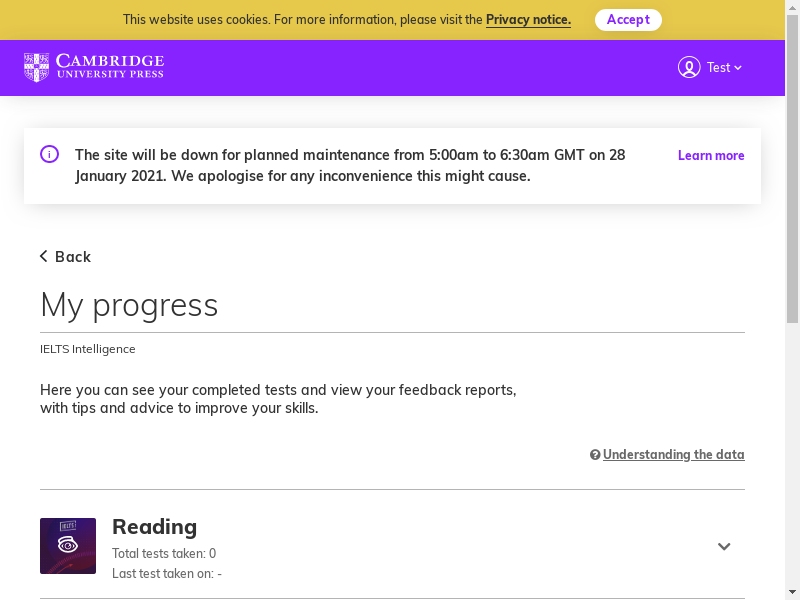 This website uses cookies. For more information, please visit the Privacy notice.
Accept
CAMBRIDGE
UNIVERSITY PRESS
Test
The site will be down for planned maintenance from 5:00am to 6:30am GMT on 28
January 2021. We apologise for any inconvenience this might cause.
Learn more
Back
My progress
IELTS Intelligence
Here you can see your completed tests and view your feedback reports,
with tips and advice to improve your skills.
Understanding the data
IELTS
Reading
Total tests taken: 0
Last test taken on: -